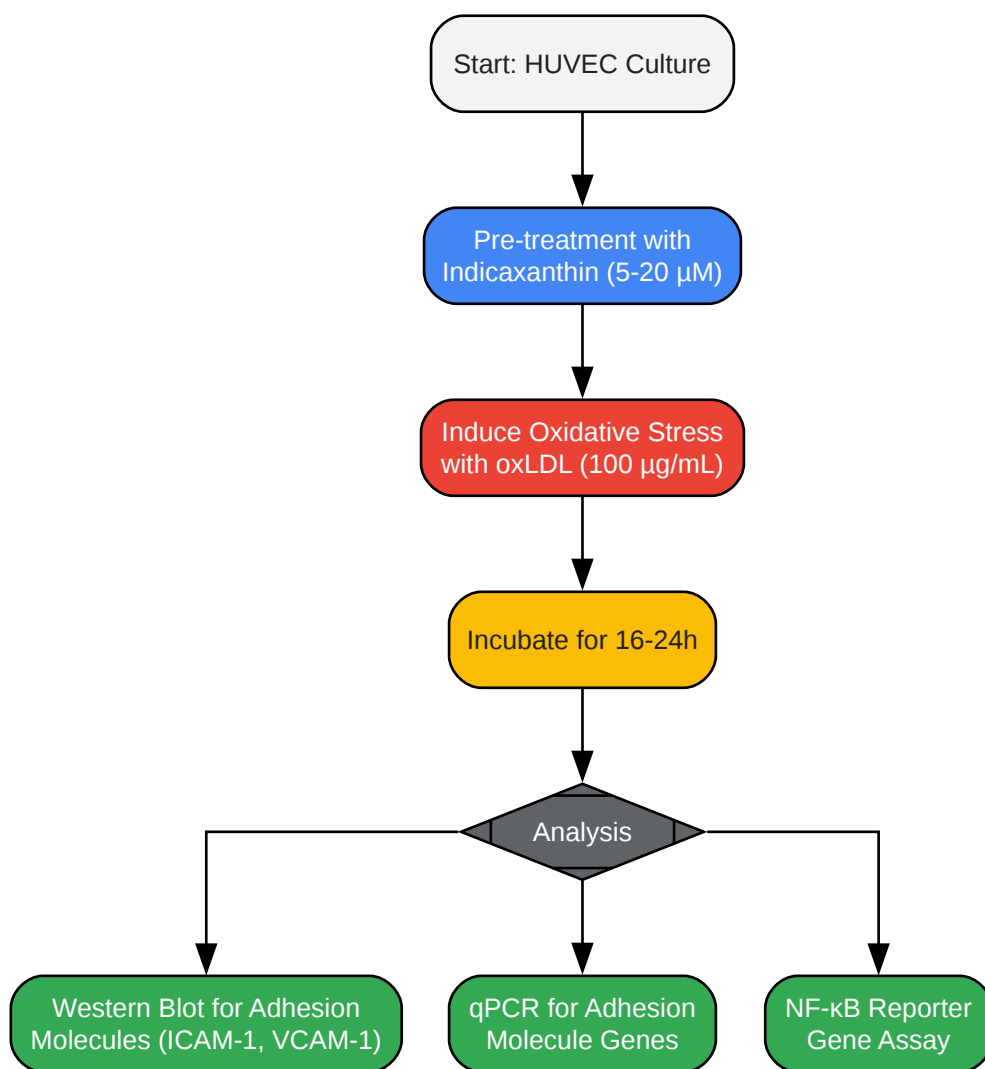 Start: HUVEC Culture
Pre-treatment with
Indicaxanthin (5-20 µM)
Induce Oxidative Stress
with oxLDL (100 µg/mL)
Incubate for 16-24h
Analysis
Western Blot for Adhesion
Molecules (ICAM-1, VCAM-1)
qPCR for Adhesion
Molecule Genes
NF-κB Reporter
Gene Assay